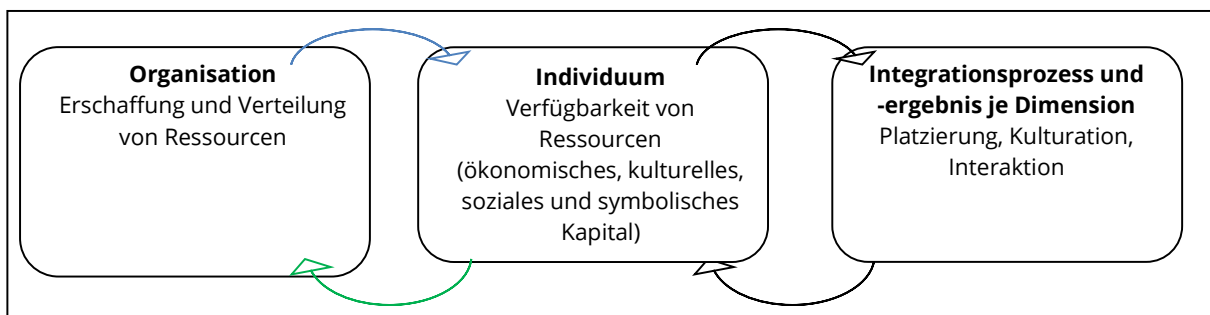 Organisation
Erschaffung und Verteilung
von Ressourcen
Individuum
Verfügbarkeit von
Ressourcen
(ökonomisches, kulturelles,
soziales und symbolisches
Kapital)
Integrationsprozess und
-ergebnis je Dimension
Platzierung, Kulturation,
Interaktion